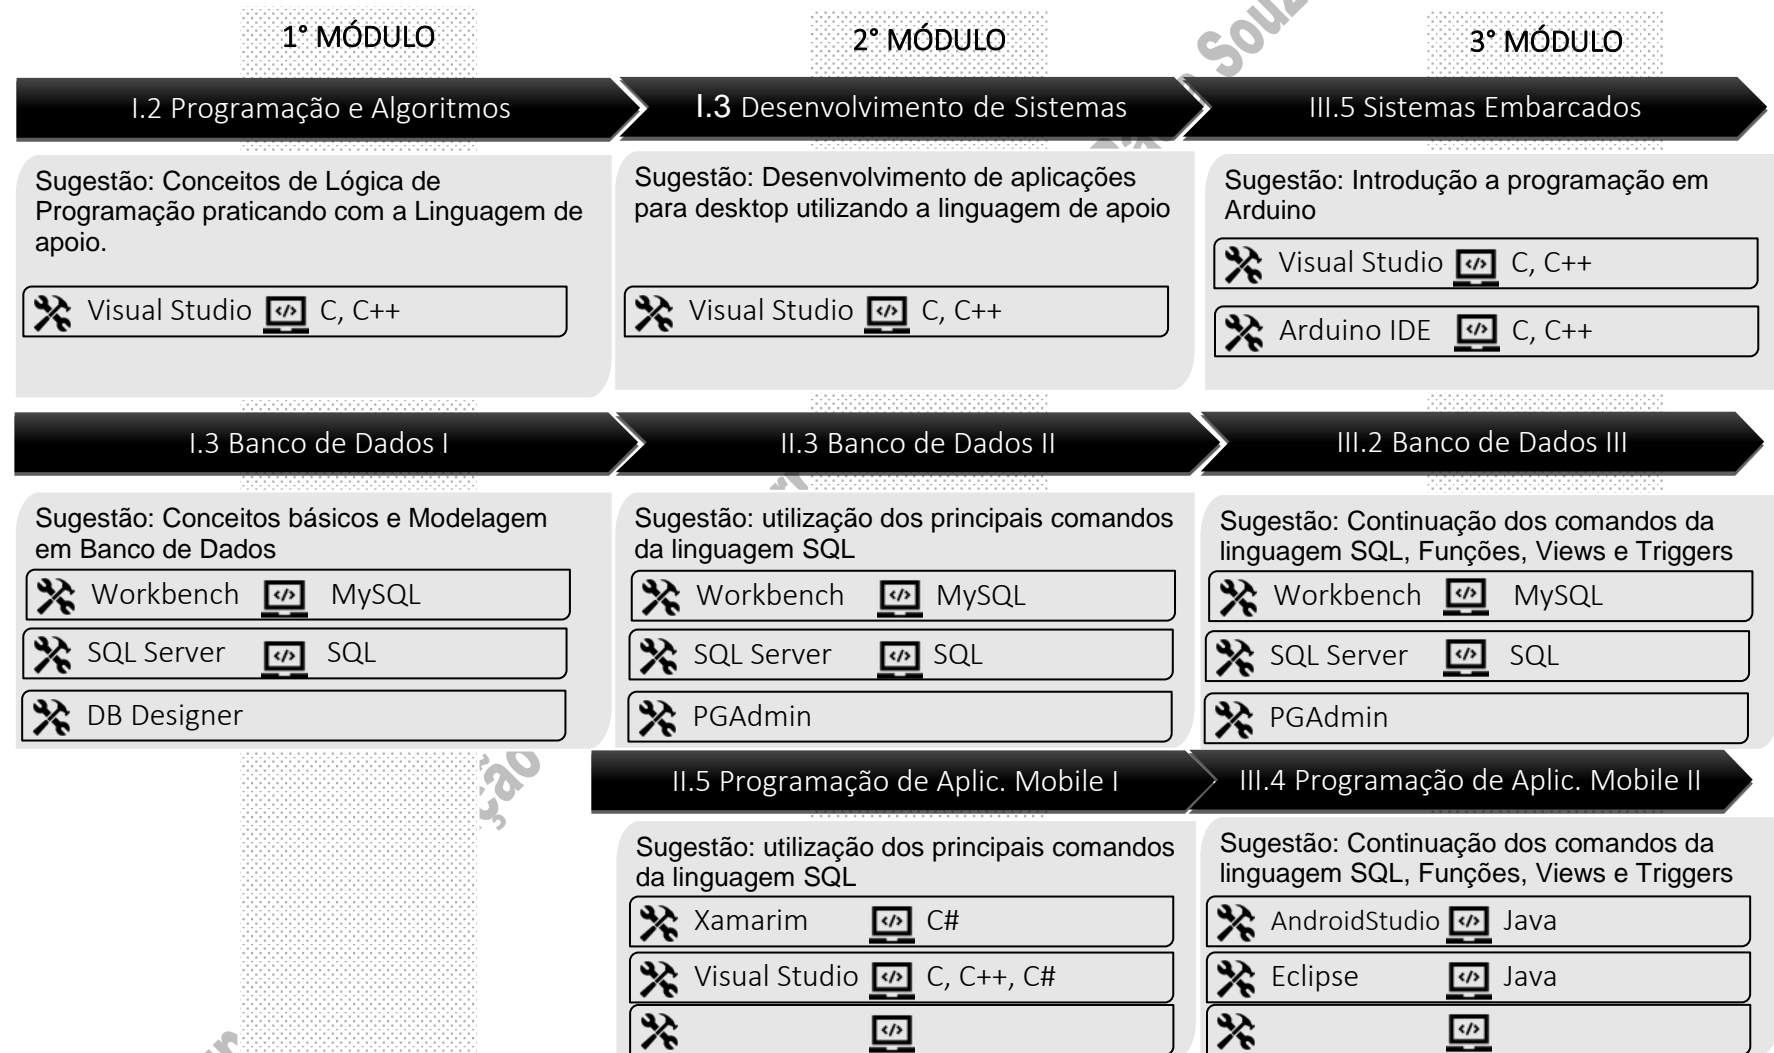 1° MÓDULO
2° MÓDULO
3° MÓDULO
I.2 Programação e Algoritmos
I.3 Desenvolvimento de Sistemas
III.5 Sistemas Embarcados
Sugestão: Conceitos de Lógica de
Programação praticando com a Linguagem de
apoio.
Visual Studio </> C, C++
Sugestão: Desenvolvimento de aplicações
para desktop utilizando a linguagem de apoio
Visual Studio </> C, C++
Sugestão: Introdução a programação em
Arduino
Visual Studio </> C, C++
Arduino IDE </> C, C++
I.3 Banco de Dados I
II.3 Banco de Dados II
III.2 Banco de Dados III
Sugestão: Conceitos básicos e Modelagem
em Banco de Dados
Workbench </> MySQL
SQL Server </> SQL
DB Designer
Sugestão: utilização dos principais comandos
da linguagem SQL
Workbench </> MySQL
SQL Server </> SQL
PGAdmin
Sugestão: Continuação dos comandos da
linguagem SQL, Funções, Views e Triggers
Workbench </> MySQL
SQL Server </> SQL
PGAdmin
II.5 Programação de Aplic. Mobile I
III.4 Programação de Aplic. Mobile II
Sugestão: utilização dos principais comandos
da linguagem SQL
Xamarim </> C#
Visual Studio </> C, C++, C#
</>
Sugestão: Continuação dos comandos da
linguagem SQL, Funções, Views e Triggers
AndroidStudio </> Java
Eclipse </> Java
</>